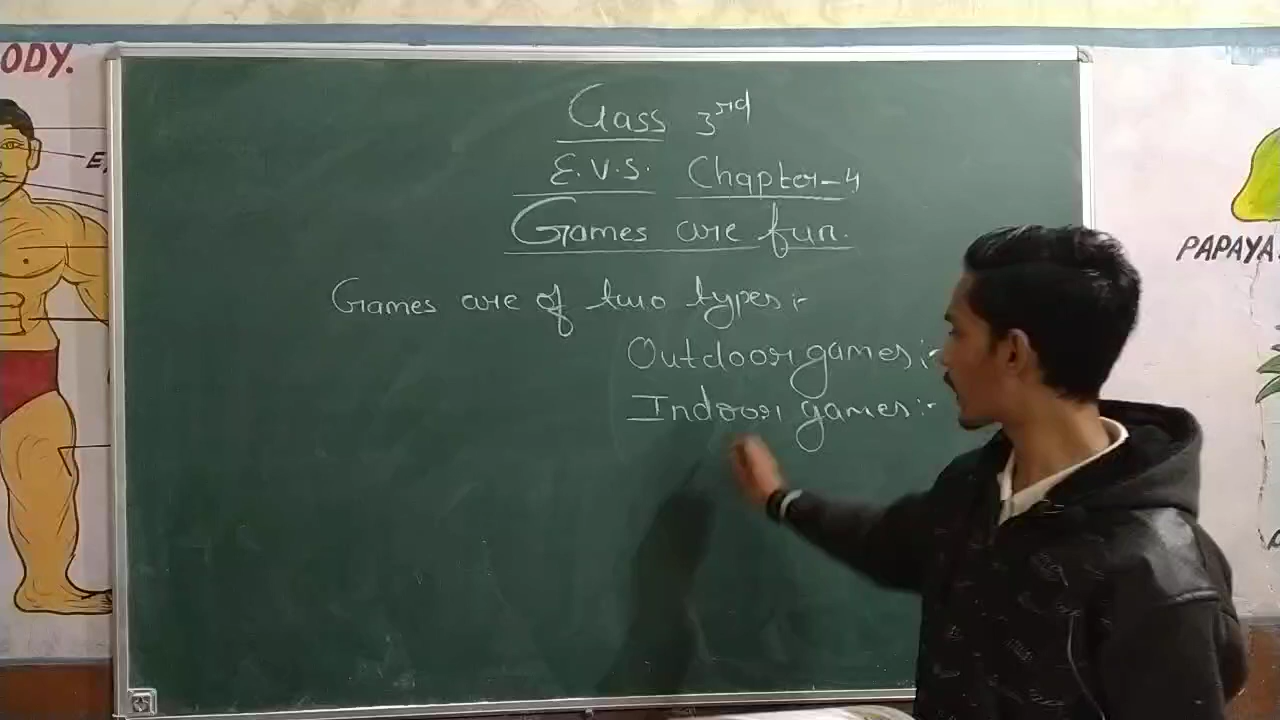 ODY.
Class 3rd
E.V.S. Chapter-4
Games are fun.
Games are of two types:-
Outdoor games:-
Indoor games:-
PAPAYA.